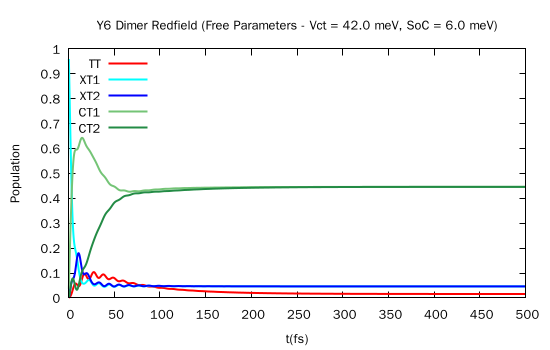 Y6 Dimer Redfield (Free Parameters - Vct = 42.0 meV, SoC = 6.0 meV)
1
0.9
0.8
0.7
0.6
0.5
0.4
0.3
0.2
0.1
0
Population
TT
XT1
XT2
CT1
CT2
0 50 100 150 200 250 300 350 400 450 500
t(fs)